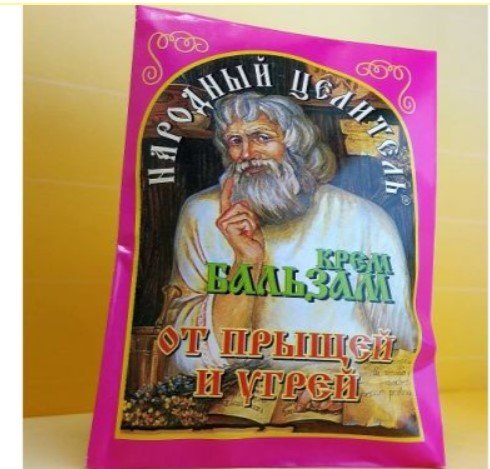 НАРОДНЫЙ ЦЕЛИТЕЛЬ®
КРЕМ
БАЛЬЗАМ
ОТ ПРЫЩЕЙ
И УГРЕЙ